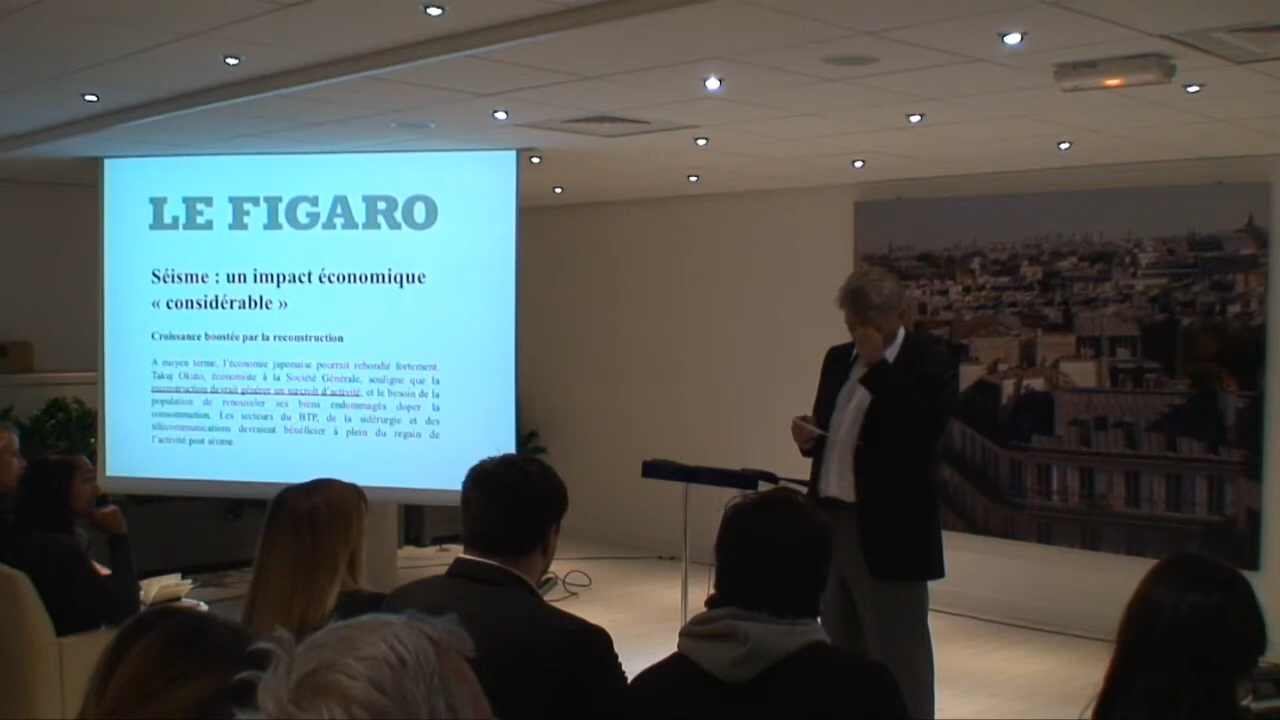 LE FIGARO
Séisme : un impact économique
« considérable »
Croissance boostée par la reconstruction
A moyen terme, l'économie japonaise pourrait rebondir fortement.
Takuji Okubo, économiste à la Société Générale, souligne que la
reconstruction devrait générer un surcroît d'activité, et le besoin de la
population de renouveler ses biens endommagés doper la
consommation. Les secteurs du BTP, de la sidérurgie et des
télécommunications devraient bénéficier à plein du regain de
l'activité post séisme.